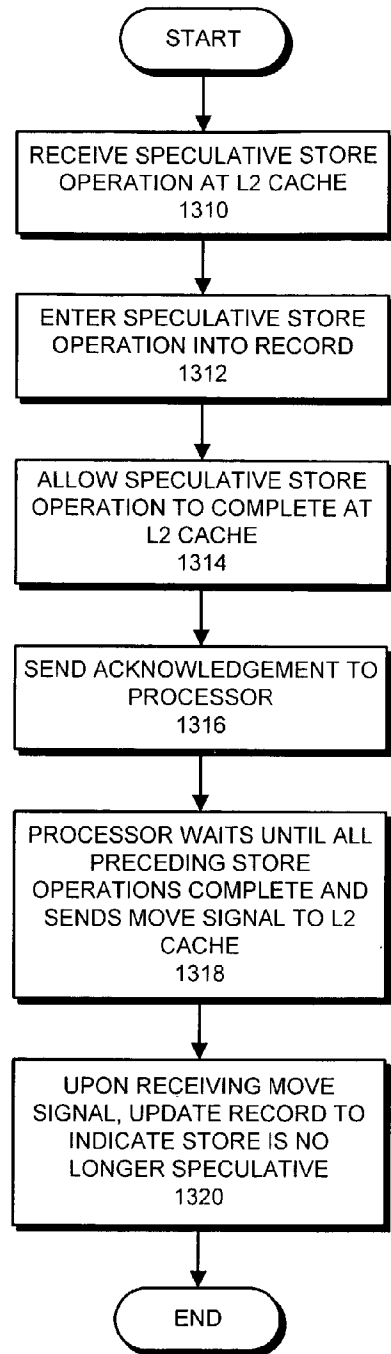 START
RECEIVE SPECULATIVE STORE
OPERATION AT L2 CACHE
1310
ENTER SPECULATIVE STORE
OPERATION INTO RECORD
1312
ALLOW SPECULATIVE STORE
OPERATION TO COMPLETE AT
L2 CACHE
1314
SEND ACKNOWLEDGEMENT TO
PROCESSOR
1316
PROCESSOR WAITS UNTIL ALL
PRECEDING STORE
OPERATIONS COMPLETE AND
SENDS MOVE SIGNAL TO L2
CACHE
1318
UPON RECEIVING MOVE
SIGNAL, UPDATE RECORD TO
INDICATE STORE IS NO
LONGER SPECULATIVE
1320
END